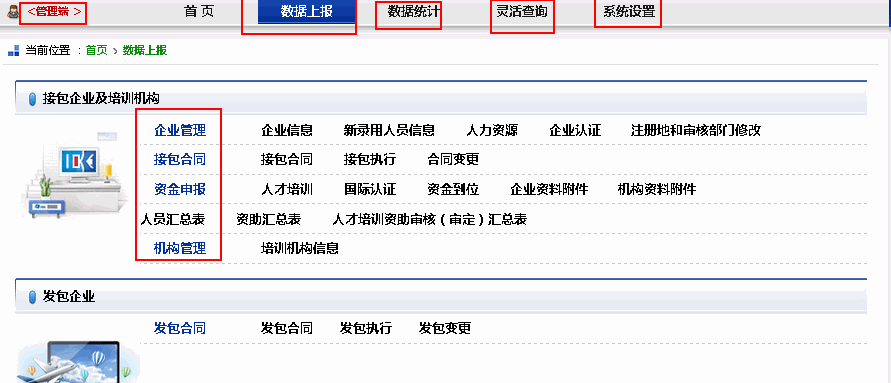 <管理端 > 首 页 数据上报 数据统计 灵活查询 系统设置
当前位置 ：首页 › 数据上报
接包企业及培训机构
企业管理 企业信息 新录用人员信息 人力资源 企业认证 注册地和审核部门修改
接包合同 接包合同 接包执行 合同变更
资金申报 人才培训 国际认证 资金到位 企业资料附件 机构资料附件
人员汇总表 资助汇总表 人才培训资助审核（审定）汇总表
机构管理 培训机构信息
发包企业
发包合同 发包合同 发包执行 发包变更